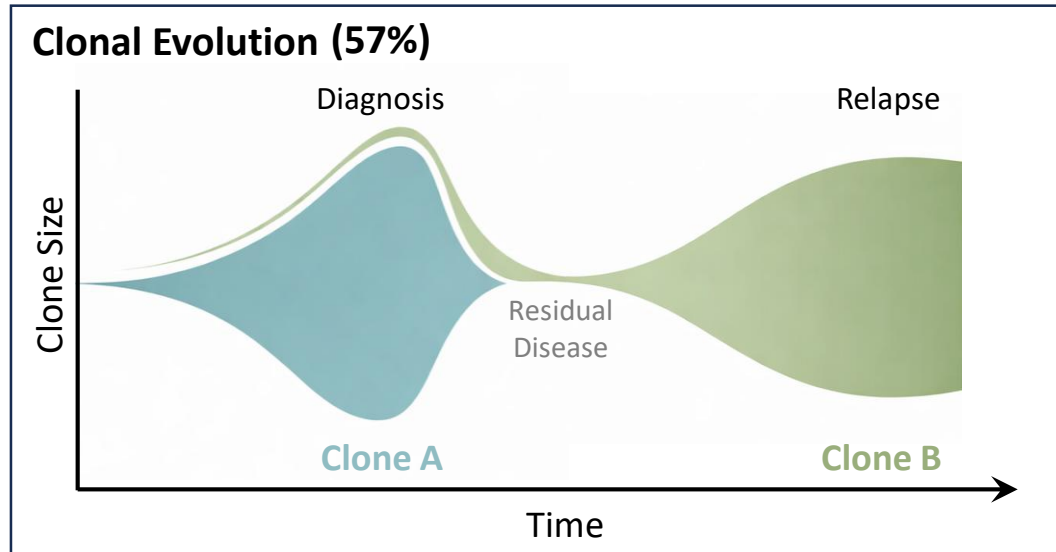 Clonal Evolution (57%)
Diagnosis
Relapse
Clone Size
Residual
Disease
Clone A
Clone B
Time